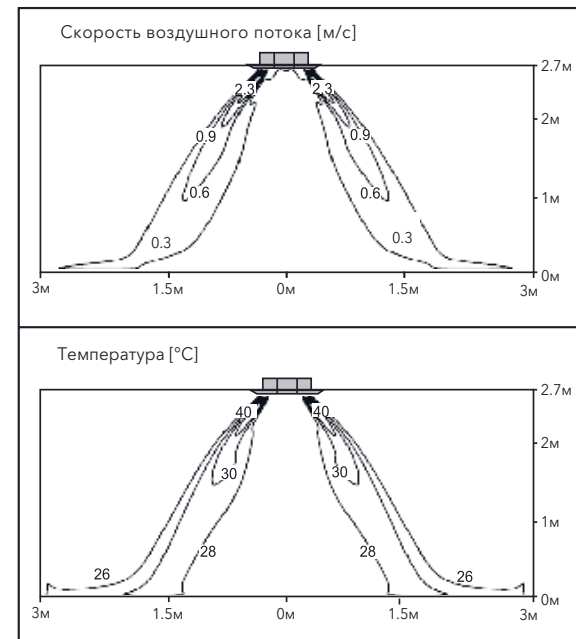 Скорость воздушного потока [м/с]
2.7м
2.3 2.3
2м
0.9 0.9
0.6 0.6
1м
0.3 0.3
0м
3м 1.5м 0м 1.5м 3м
Температура [°C]
2.7м
40 40
2м
30 30
1м
28 28
26 26
0м
3м 1.5м 0м 1.5м 3м